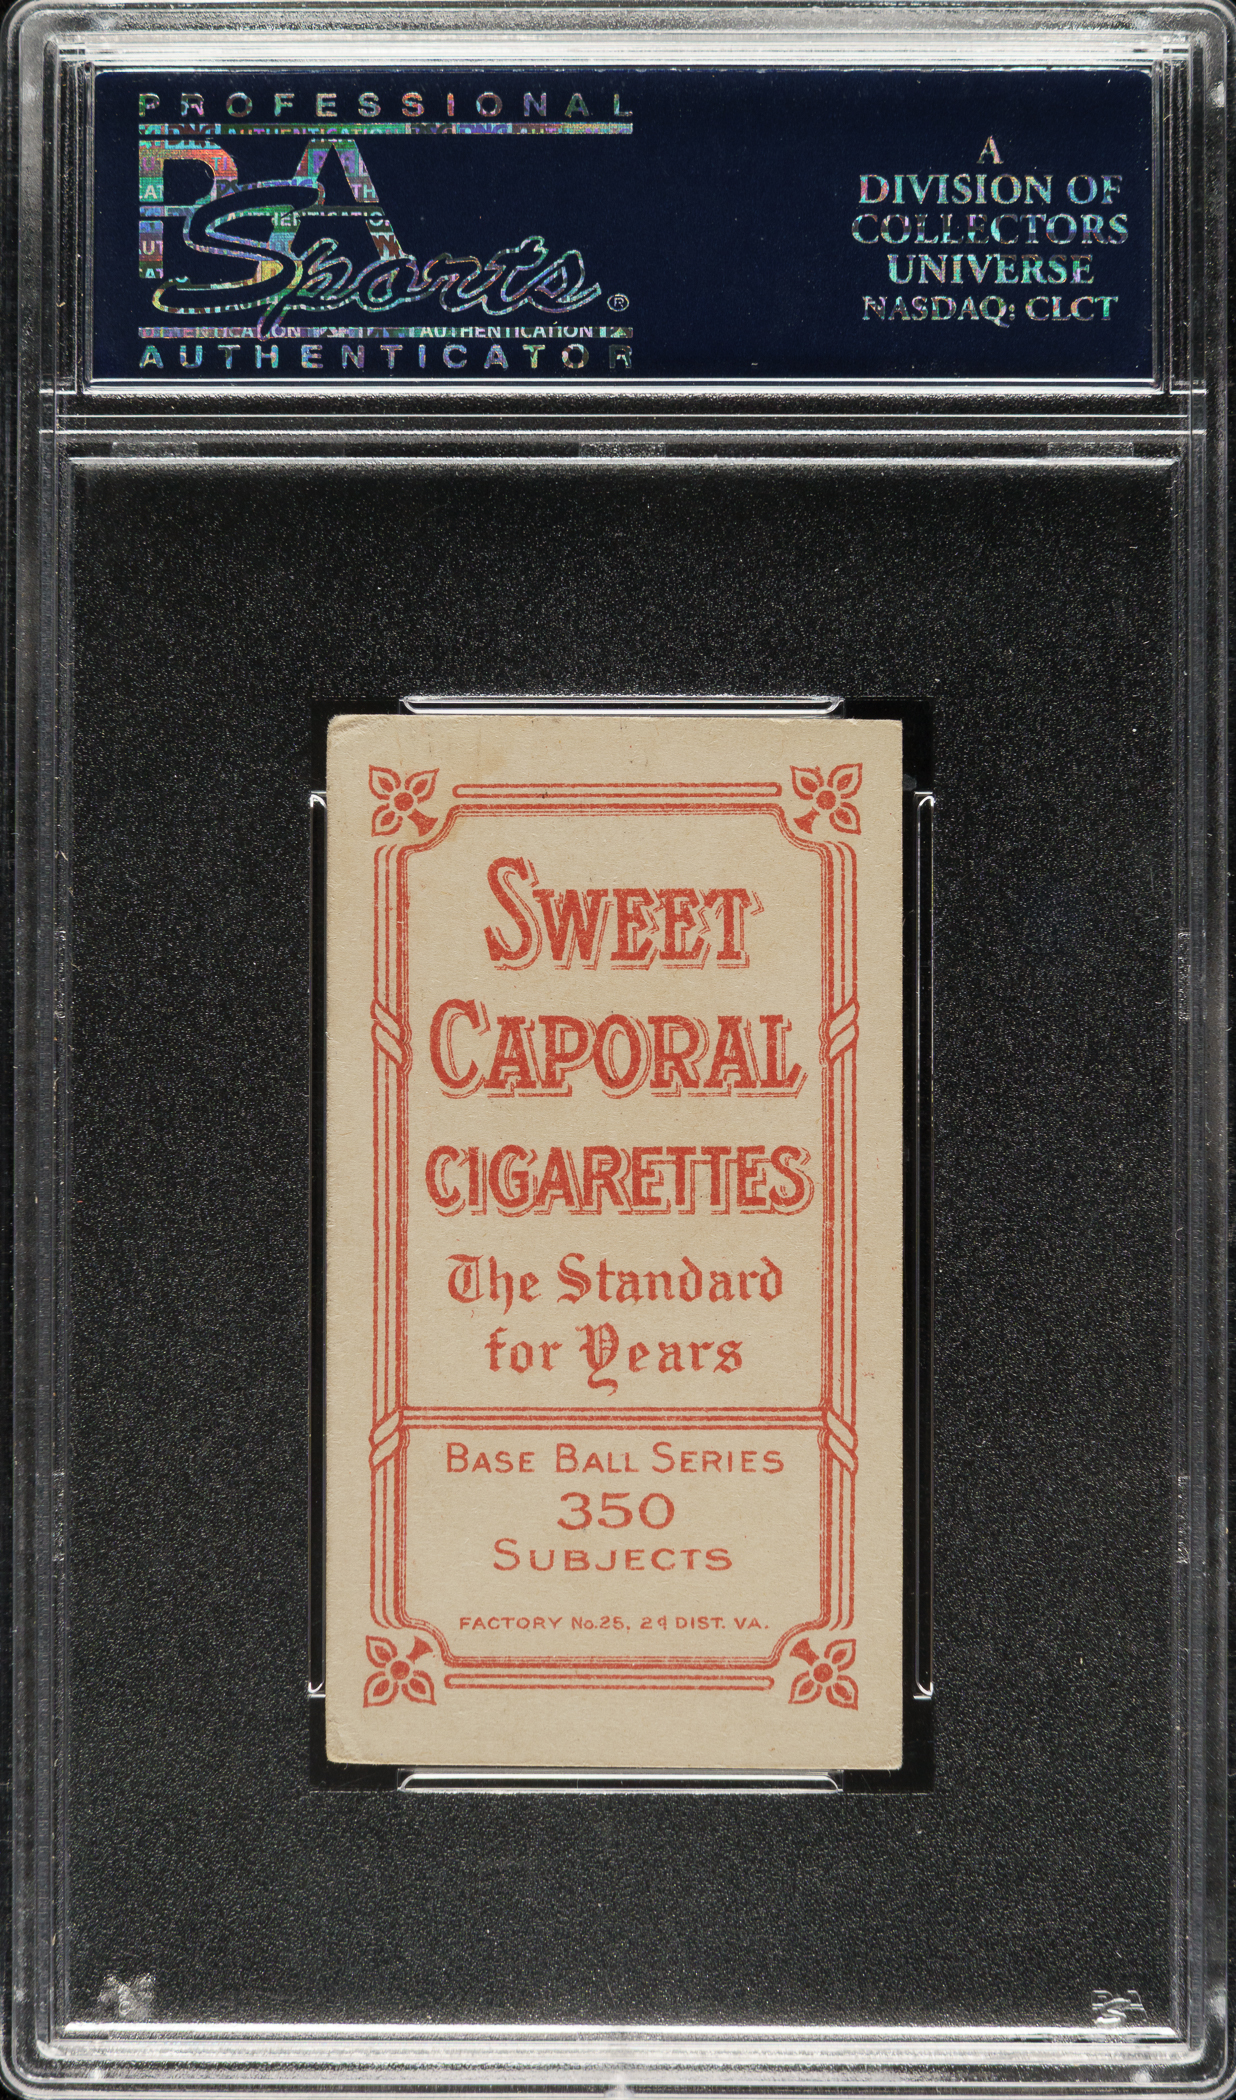 PROFESSIONAL
PSA
Sports®
AUTHENTICATOR
A
DIVISION OF
COLLECTORS
UNIVERSE
NASDAQ: CLCT
SWEET
CAPORAL
CIGARETTES
The Standard
for Years
BASE BALL SERIES
350
SUBJECTS
FACTORY No. 25, 2d DIST. VA.
PSA